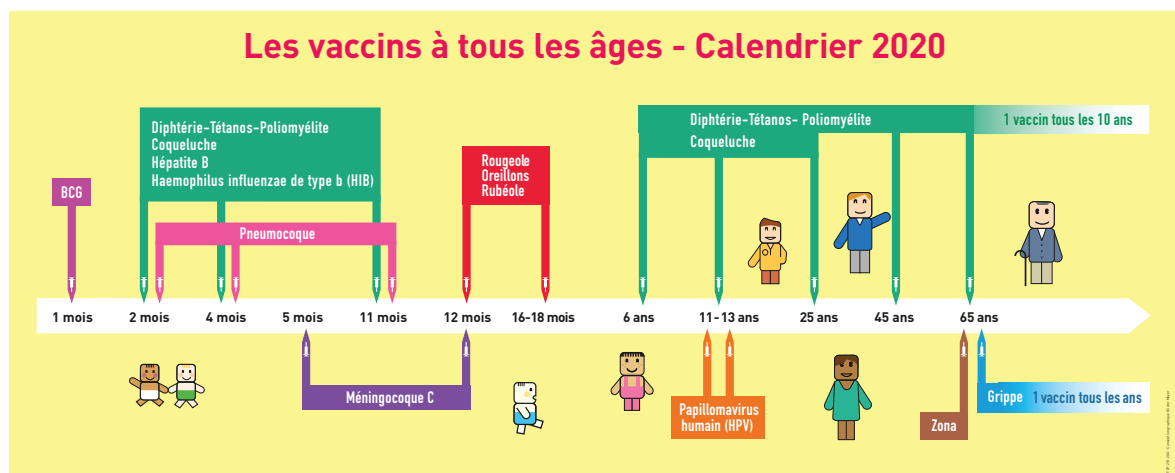 Les vaccins à tous les âges - Calendrier 2020
Diphtérie-Tétanos-Poliomyélite
Coqueluche
Hépatite B
Haemophilus influenzae de type b (HIB)
Diphtérie-Tétanos- Poliomyélite
1 vaccin tous les 10 ans
Coqueluche
Rougeole
Oreillons
Rubéole
BCG
Pneumocoque
1 mois
2 mois
4 mois
5 mois
11 mois
12 mois
16-18 mois
6 ans
11-13 ans
25 ans
45 ans
65 ans
Méningocoque C
Papillomavirus
humain (HPV)
Zona
Grippe
1 vaccin tous les ans